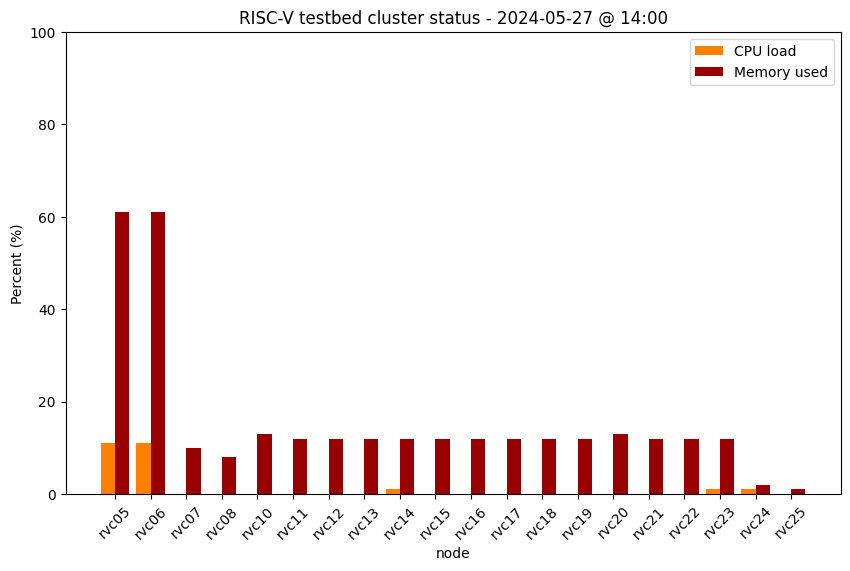 RISC-V testbed cluster status - 2024-05-27 @ 14:00
CPU load
Memory used
Percent (%)
100
80
60
40
20
0
rvc05 rvc06 rvc07 rvc08 rvc10 rvc11 rvc12 rvc13 rvc14 rvc15 rvc16 rvc17 rvc18 rvc19 rvc20 rvc21 rvc22 rvc23 rvc24 rvc25
node